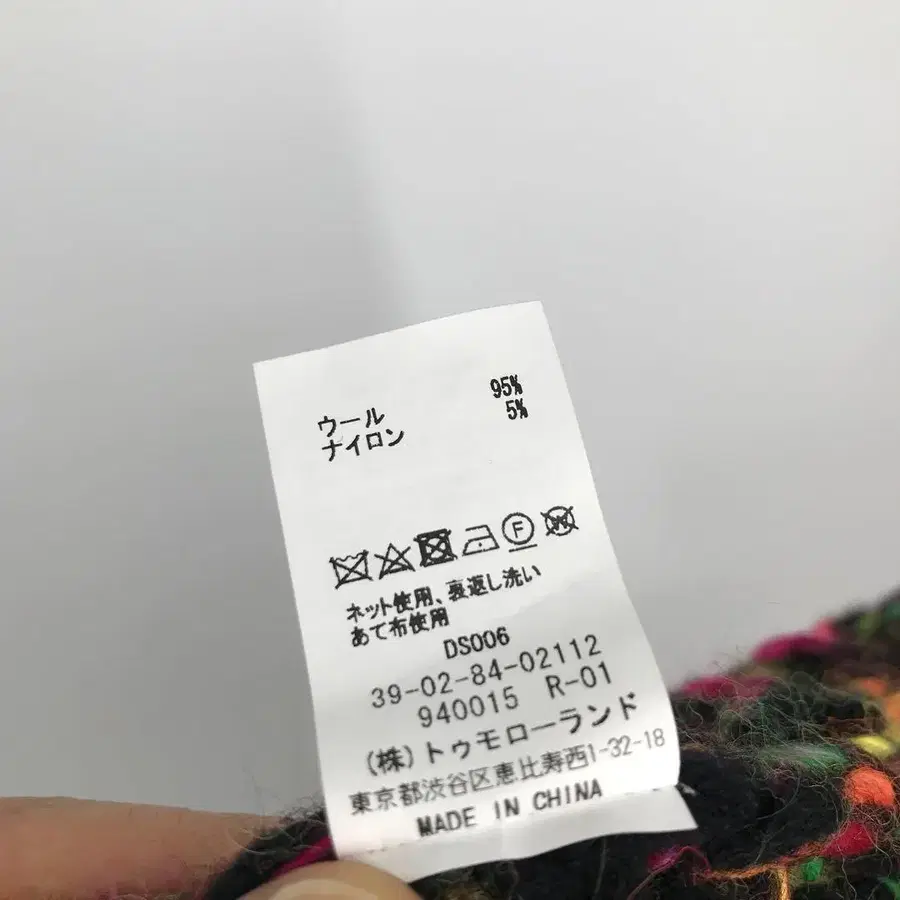 ウール 95%
ナイロン 5%
F W
ネット使用、裏返し洗い
あて布使用
DS006
39-02-84-02112
940015 R-01
(株)トゥモローランド
東京都渋谷区恵比寿西1-32-18
MADE IN CHINA